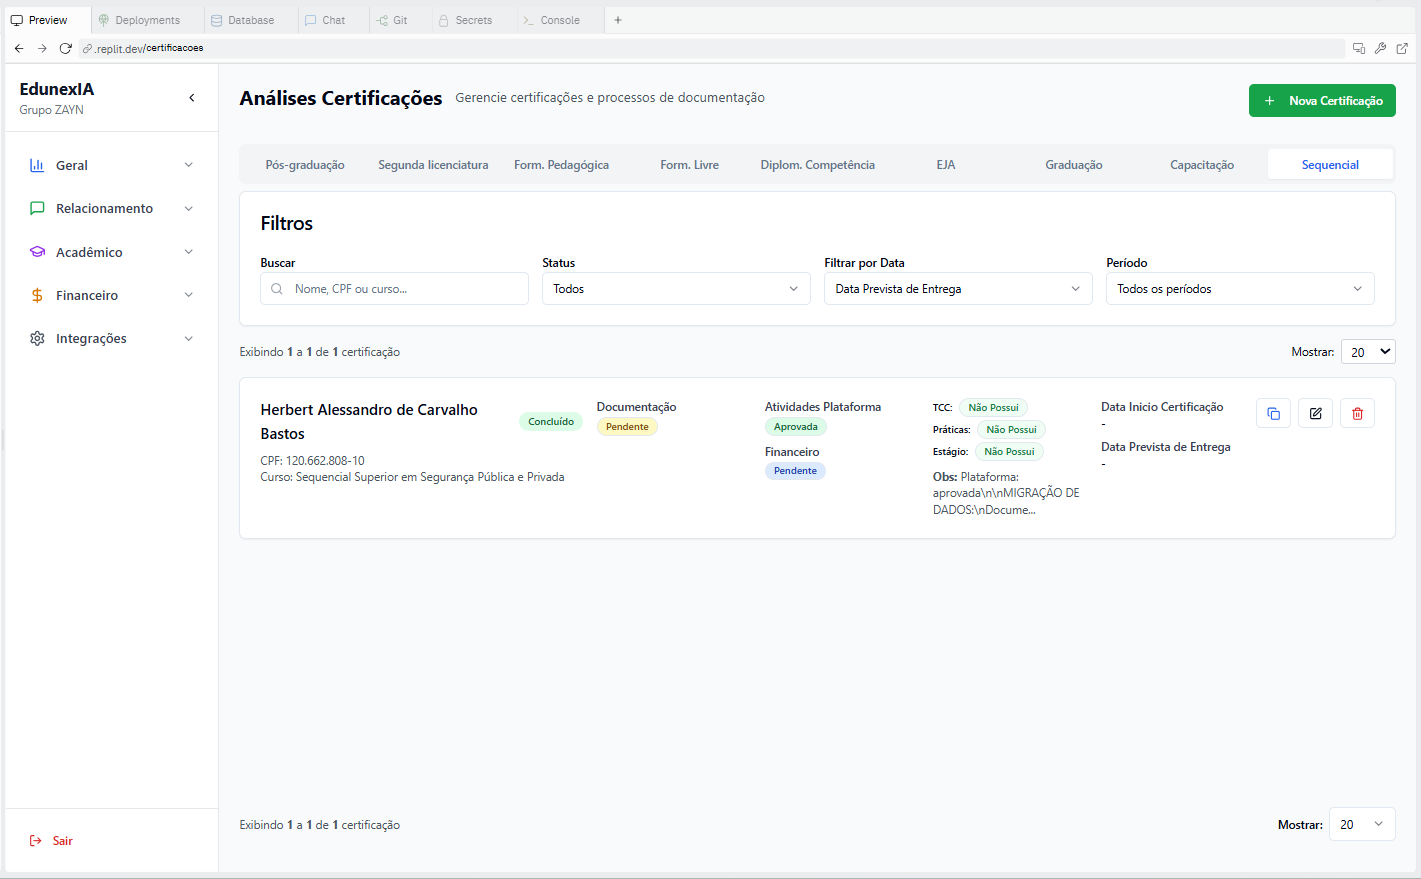 Preview
Deployments
Database
Chat
Git
Secrets
Console
.replit.dev/certificacoes
EdunexIA
Grupo ZAYN
Geral
Relacionamento
Acadêmico
Financeiro
Integrações
Sair
Análises Certificações
Gerencie certificações e processos de documentação
Nova Certificação
Pós-graduação
Segunda licenciatura
Form. Pedagógica
Form. Livre
Diplom. Competência
EJA
Graduação
Capacitação
Sequencial
Filtros
Buscar
Nome, CPF ou curso...
Status
Todos
Filtrar por Data
Data Prevista de Entrega
Período
Todos os períodos
Exibindo 1 a 1 de 1 certificação
Mostrar: 20
Herbert Alessandro de Carvalho
Bastos
CPF: 120.662.808-10
Curso: Sequencial Superior em Segurança Pública e Privada
Concluído
Documentação
Pendente
Atividades Plataforma
Aprovada
Financeiro
Pendente
TCC: Não Possui
Práticas: Não Possui
Estágio: Não Possui
Obs: Plataforma:
aprovada\n\nMIGRAÇÃO DE
DADOS:\nDocume...
Data Inicio Certificação
-
Data Prevista de Entrega
-
Exibindo 1 a 1 de 1 certificação
Mostrar: 20